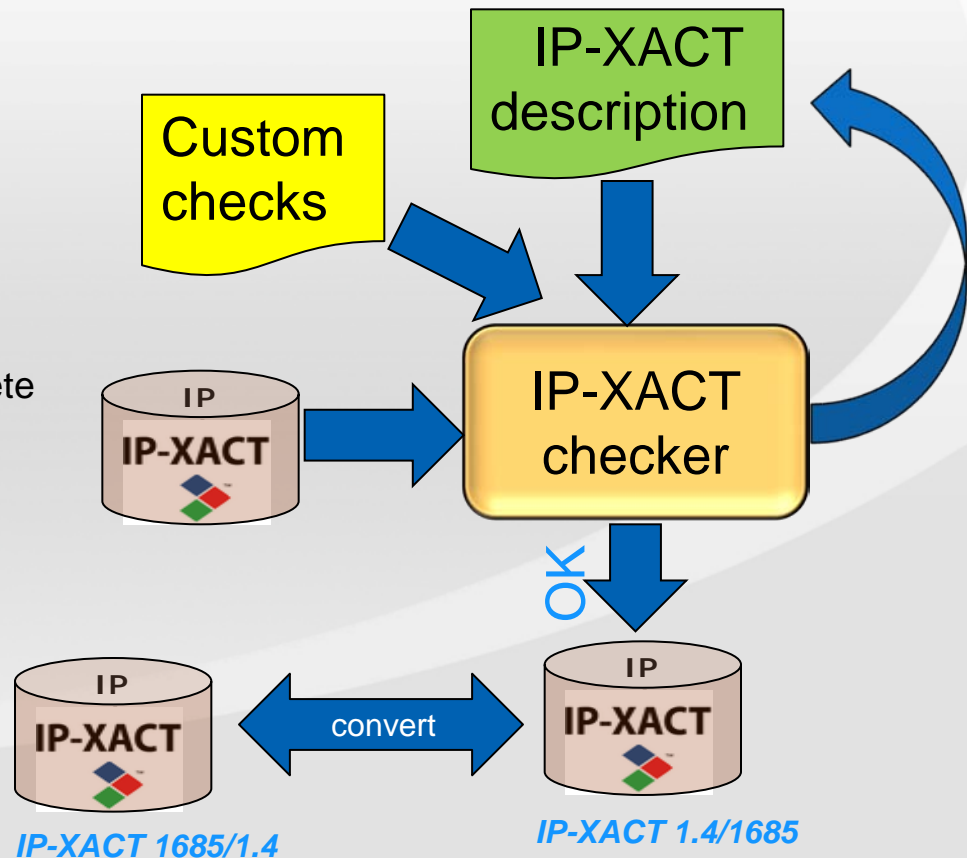 IP-XACT
description
Custom
checks
ete
IP
IP-XACT
IP-XACT
checker
OK
IP
IP-XACT
convert
IP
IP-XACT
IP-XACT 1685/1.4
IP-XACT 1.4/1685